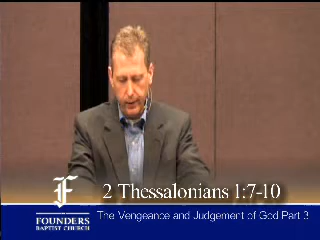 2 Thessalonians 1:7-10
F
FOUNDERS
BAPTIST CHURCH
The Vengeance and Judgement of God Part 3